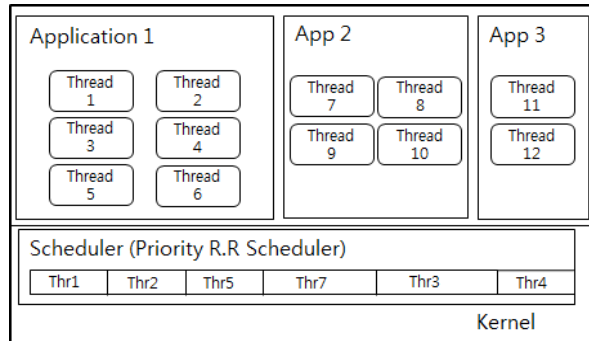 Application 1
Thread
1
Thread
2
Thread
3
Thread
4
Thread
5
Thread
6
App 2
Thread
7
Thread
8
Thread
9
Thread
10
App 3
Thread
11
Thread
12
Scheduler (Priority R.R Scheduler)
Thr1 Thr2 Thr5 Thr7 Thr3 Thr4
Kernel